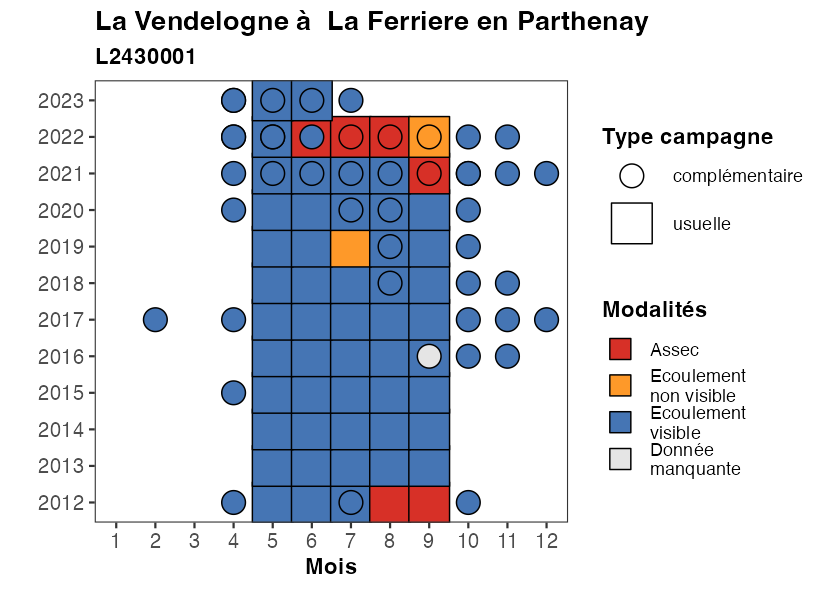 La Vendelogne à  La Ferriere en Parthenay
L2430001
2023
2022
2021
2020
2019
2018
2017
2016
2015
2014
2013
2012
1 2 3 4 5 6 7 8 9 10 11 12
Mois
Type campagne
complémentaire
usuelle
Modalités
Assec
Ecoulement
non visible
Ecoulement
visible
Donnée
manquante